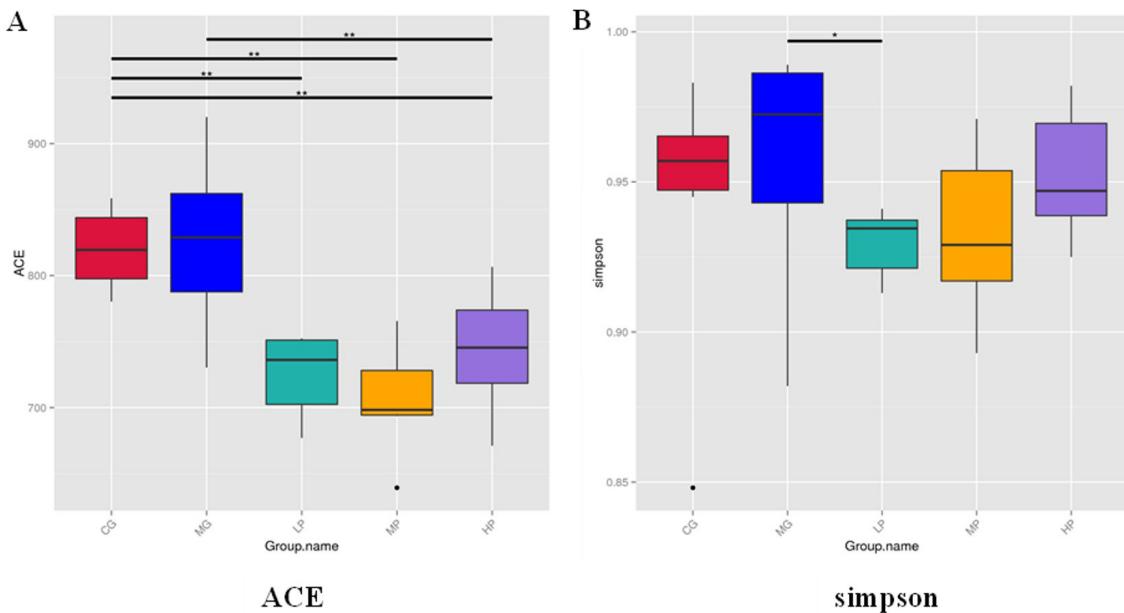 A
**
**
**
**
900
800
700
ACE
CG
MG
LP
MP
HP
Group.name
ACE
B
*
1.00
0.95
0.90
0.85
simpson
CG
MG
LP
MP
HP
Group.name
simpson